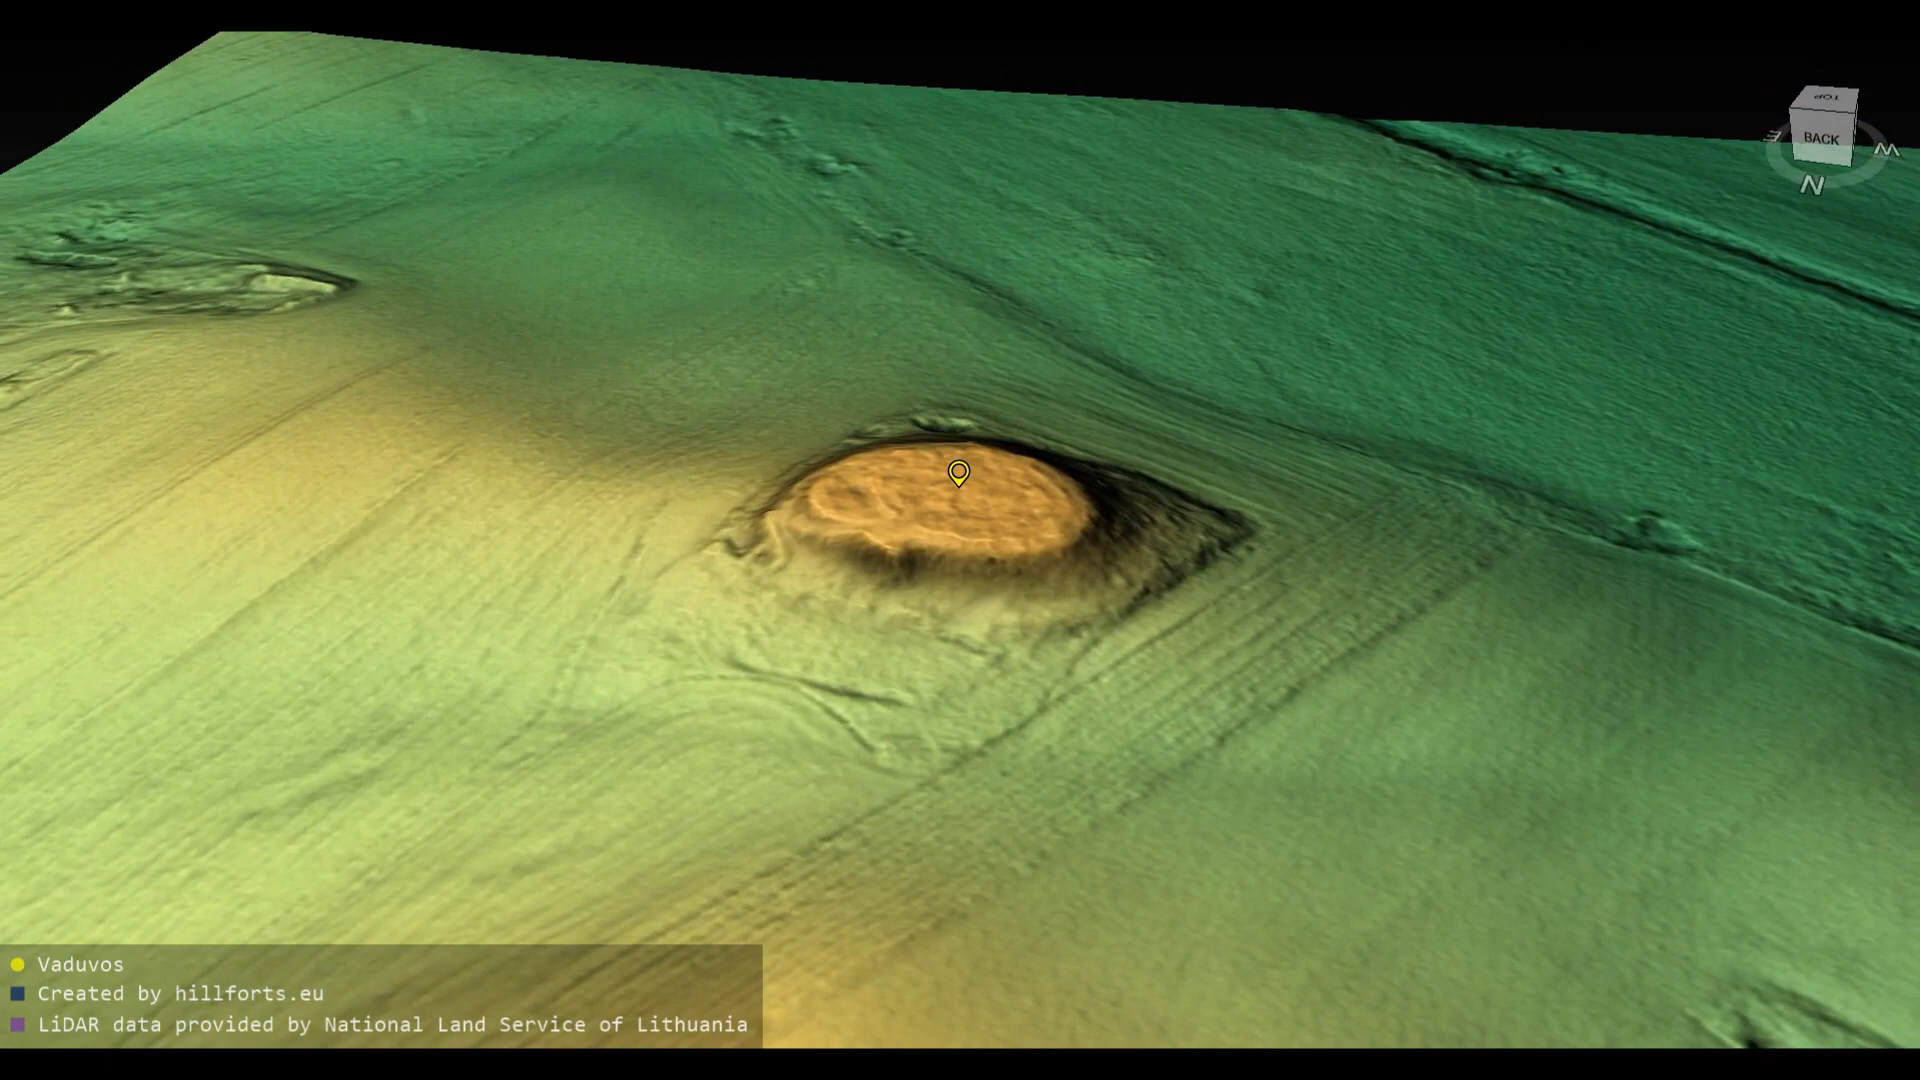 TOP
BACK
E
W
N
Vaduvos
Created by hillforts.eu
LiDAR data provided by National Land Service of Lithuania